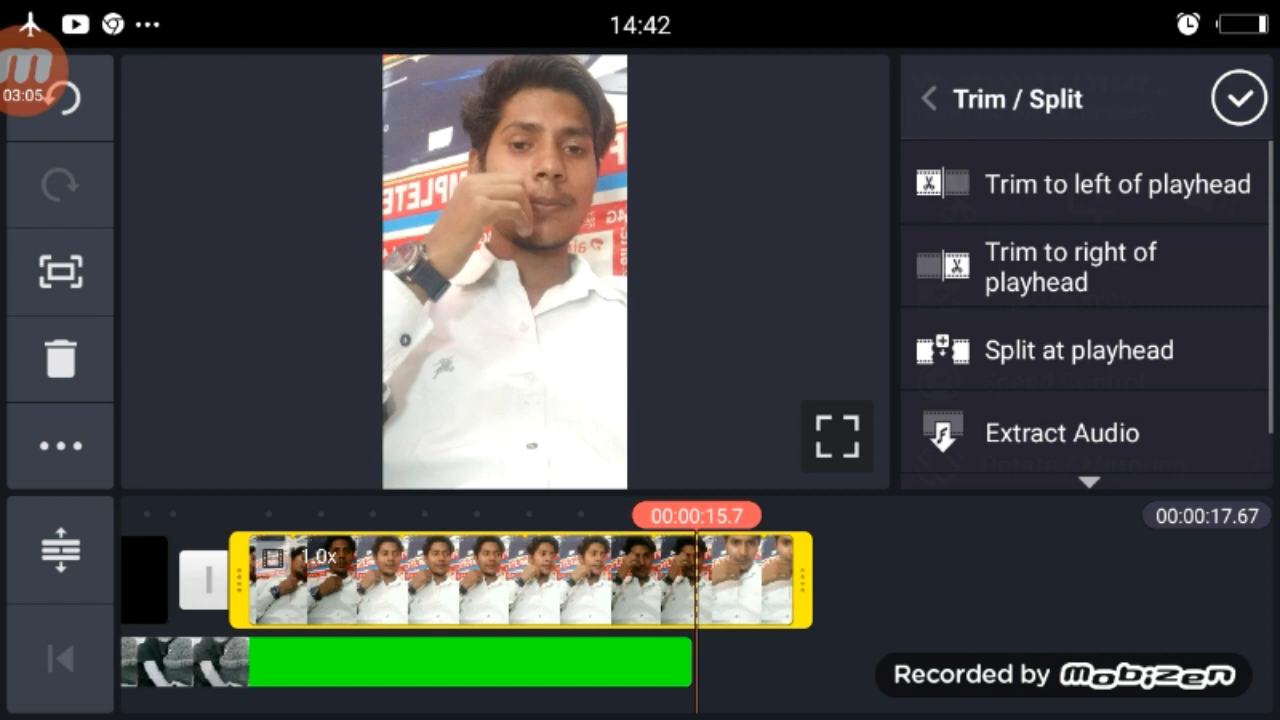 14:42
03:05
Trim / Split
Trim to left of playhead
Trim to right of
playhead
Split at playhead
Extract Audio
00:00:15.7
00:00:17.67
1.0x
Recorded by mobizen